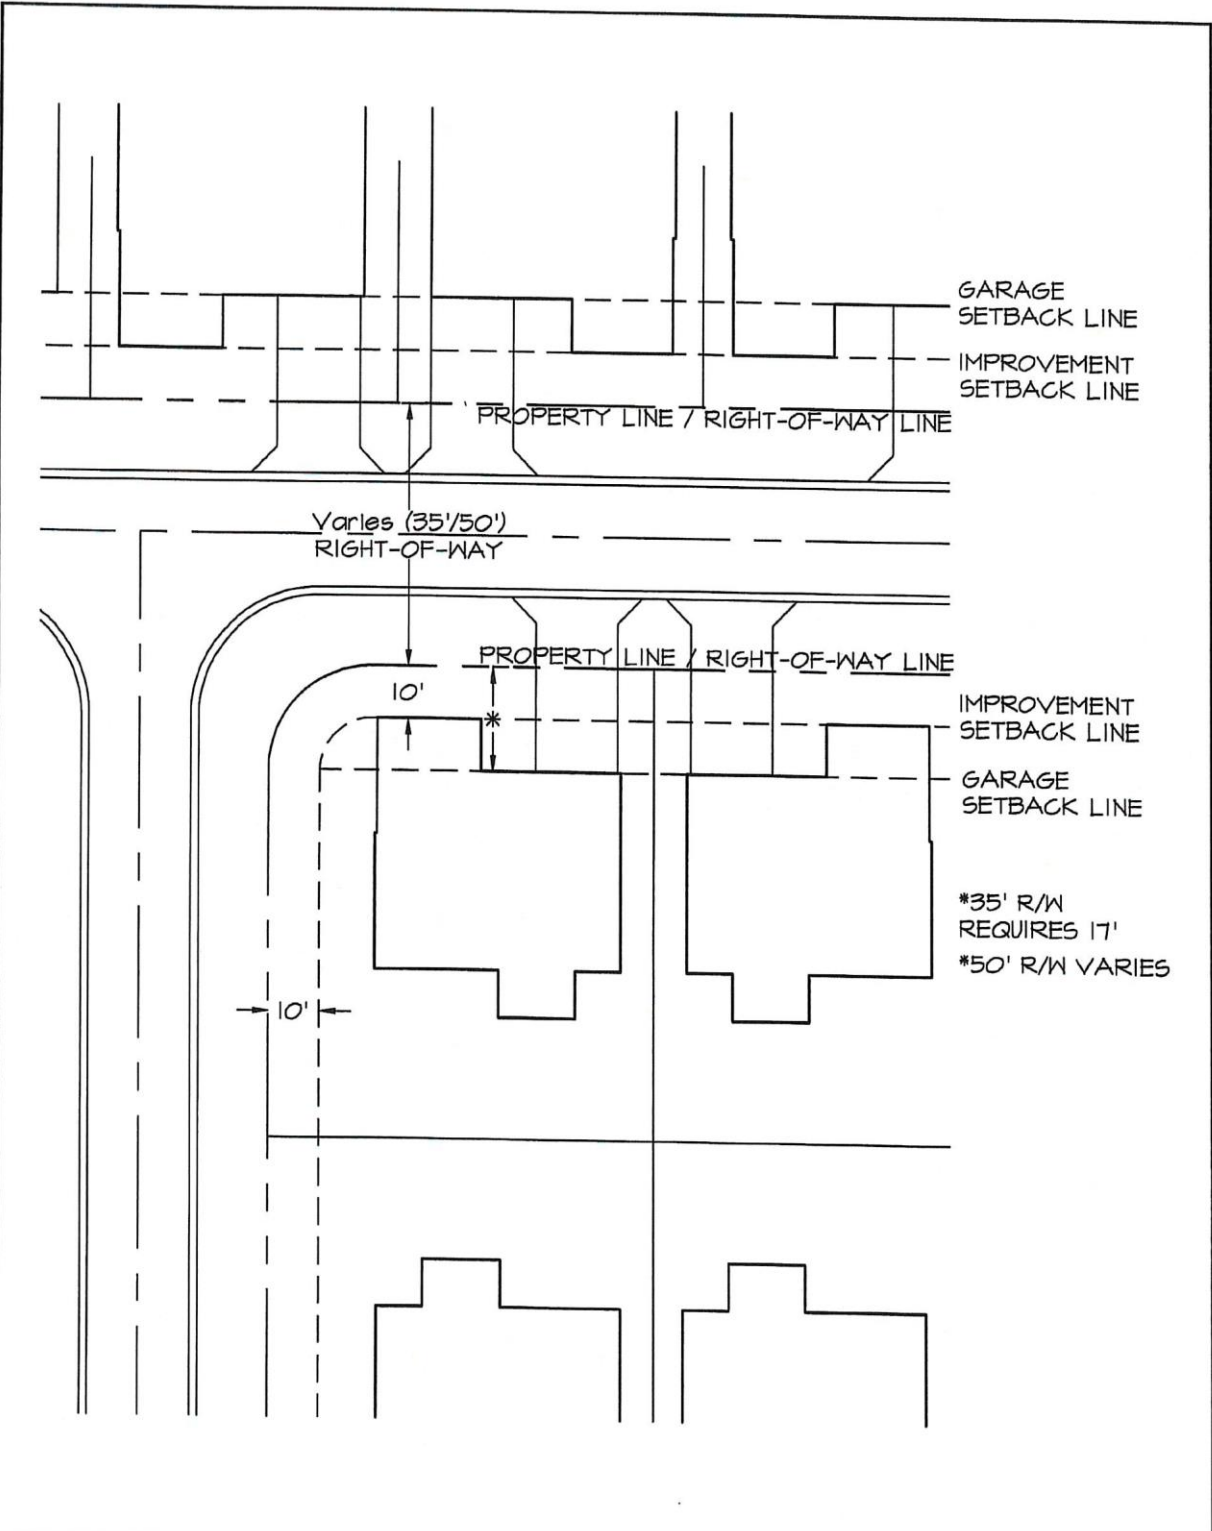 GARAGE
SETBACK LINE
IMPROVEMENT
SETBACK LINE
PROPERTY LINE / RIGHT-OF-WAY LINE
Varies (35'/50')
RIGHT-OF-WAY
PROPERTY LINE / RIGHT-OF-WAY LINE
10'
*
IMPROVEMENT
SETBACK LINE
GARAGE
SETBACK LINE
*35' R/W
REQUIRES 17'
*50' R/W VARIES
10'